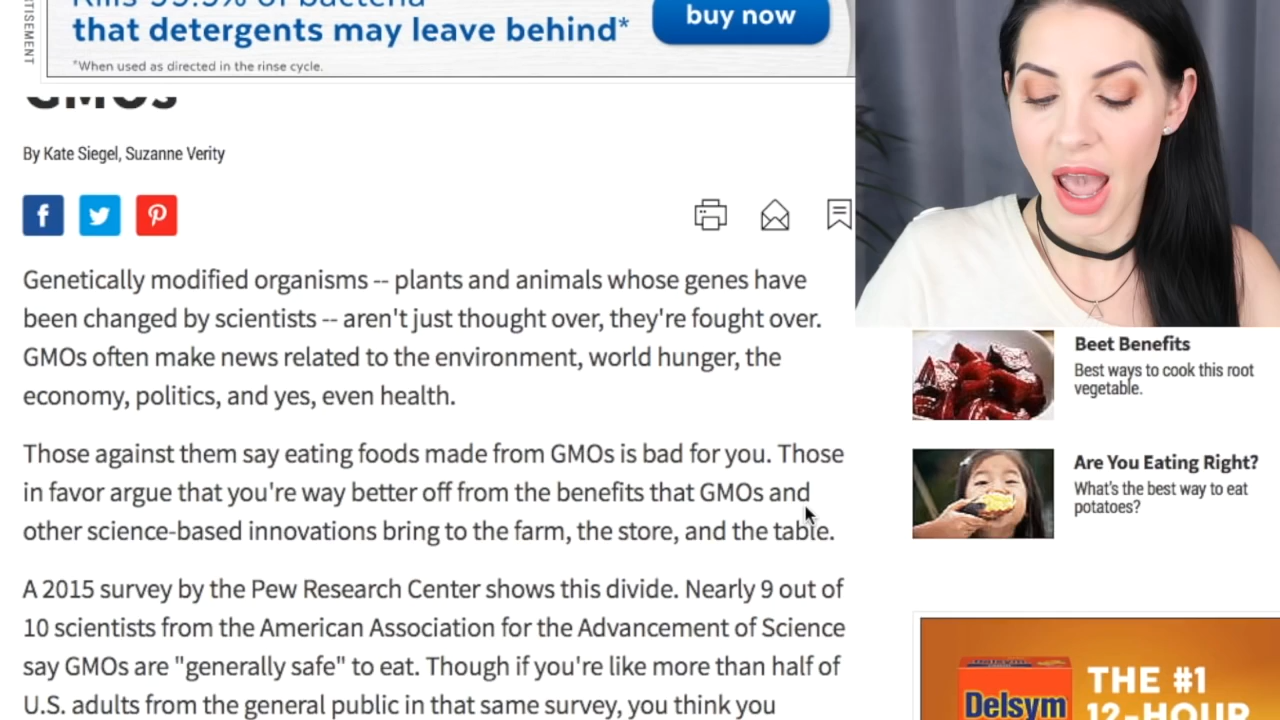 Kills 99.9% of bacteria
that detergents may leave behind*
buy now
*When used as directed in the rinse cycle.
GMOs
By Kate Siegel, Suzanne Verity
Genetically modified organisms -- plants and animals whose genes have
been changed by scientists -- aren't just thought over, they're fought over.
GMOs often make news related to the environment, world hunger, the
economy, politics, and yes, even health.
Those against them say eating foods made from GMOs is bad for you. Those
in favor argue that you're way better off from the benefits that GMOs and
other science-based innovations bring to the farm, the store, and the table.
A 2015 survey by the Pew Research Center shows this divide. Nearly 9 out of
10 scientists from the American Association for the Advancement of Science
say GMOs are "generally safe" to eat. Though if you're like more than half of
U.S. adults from the general public in that same survey, you think you
Beet Benefits
Best ways to cook this root
vegetable.
Are You Eating Right?
What's the best way to eat
potatoes?
Delsym
THE #1
12-HOUR